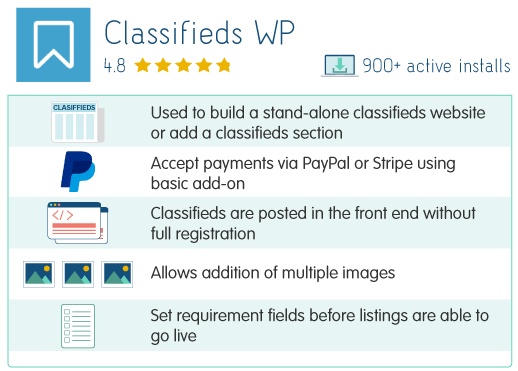 Classifieds WP
4.8
900+ active installs
CLASIFFIEDS
Used to build a stand-alone classifieds website
or add a classifieds section
Accept payments via PayPal or Stripe using
basic add-on
</>
Classifieds are posted in the front end without
full registration
Allows addition of multiple images
Set requirement fields before listings are able to
go live